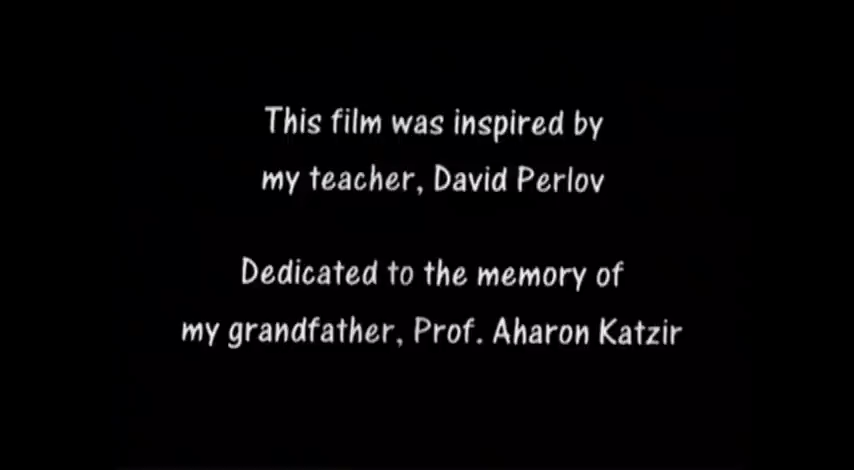 This film was inspired by
my teacher, David Perlov
Dedicated to the memory of
my grandfather, Prof. Aharon Katzir